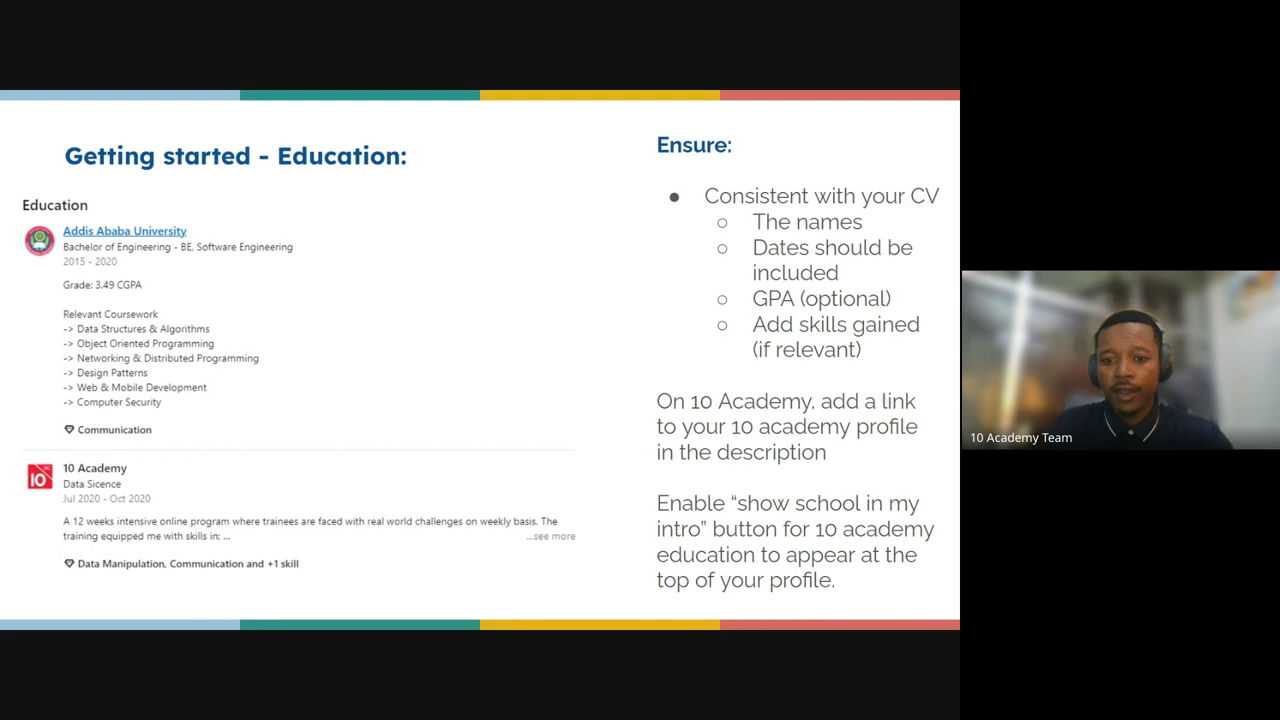 Getting started - Education:
Education
Addis Ababa University
Bachelor of Engineering - BE, Software Engineering
2015 - 2020
Grade: 3.49 CGPA
Relevant Coursework
-> Data Structures & Algorithms
-> Object Oriented Programming
-> Networking & Distributed Programming
-> Design Patterns
-> Web & Mobile Development
-> Computer Security
Communication
10
10 Academy
Data Sicence
Jul 2020 - Oct 2020
A 12 weeks intensive online program where trainees are faced with real world challenges on weekly basis. The
training equipped me with skills in: ...
...see more
Data Manipulation, Communication and +1 skill
Ensure:
● Consistent with your CV
○ The names
○ Dates should be
included
○ GPA (optional)
○ Add skills gained
(if relevant)
On 10 Academy, add a link
to your 10 academy profile
in the description
Enable “show school in my
intro” button for 10 academy
education to appear at the
top of your profile.
10 Academy Team